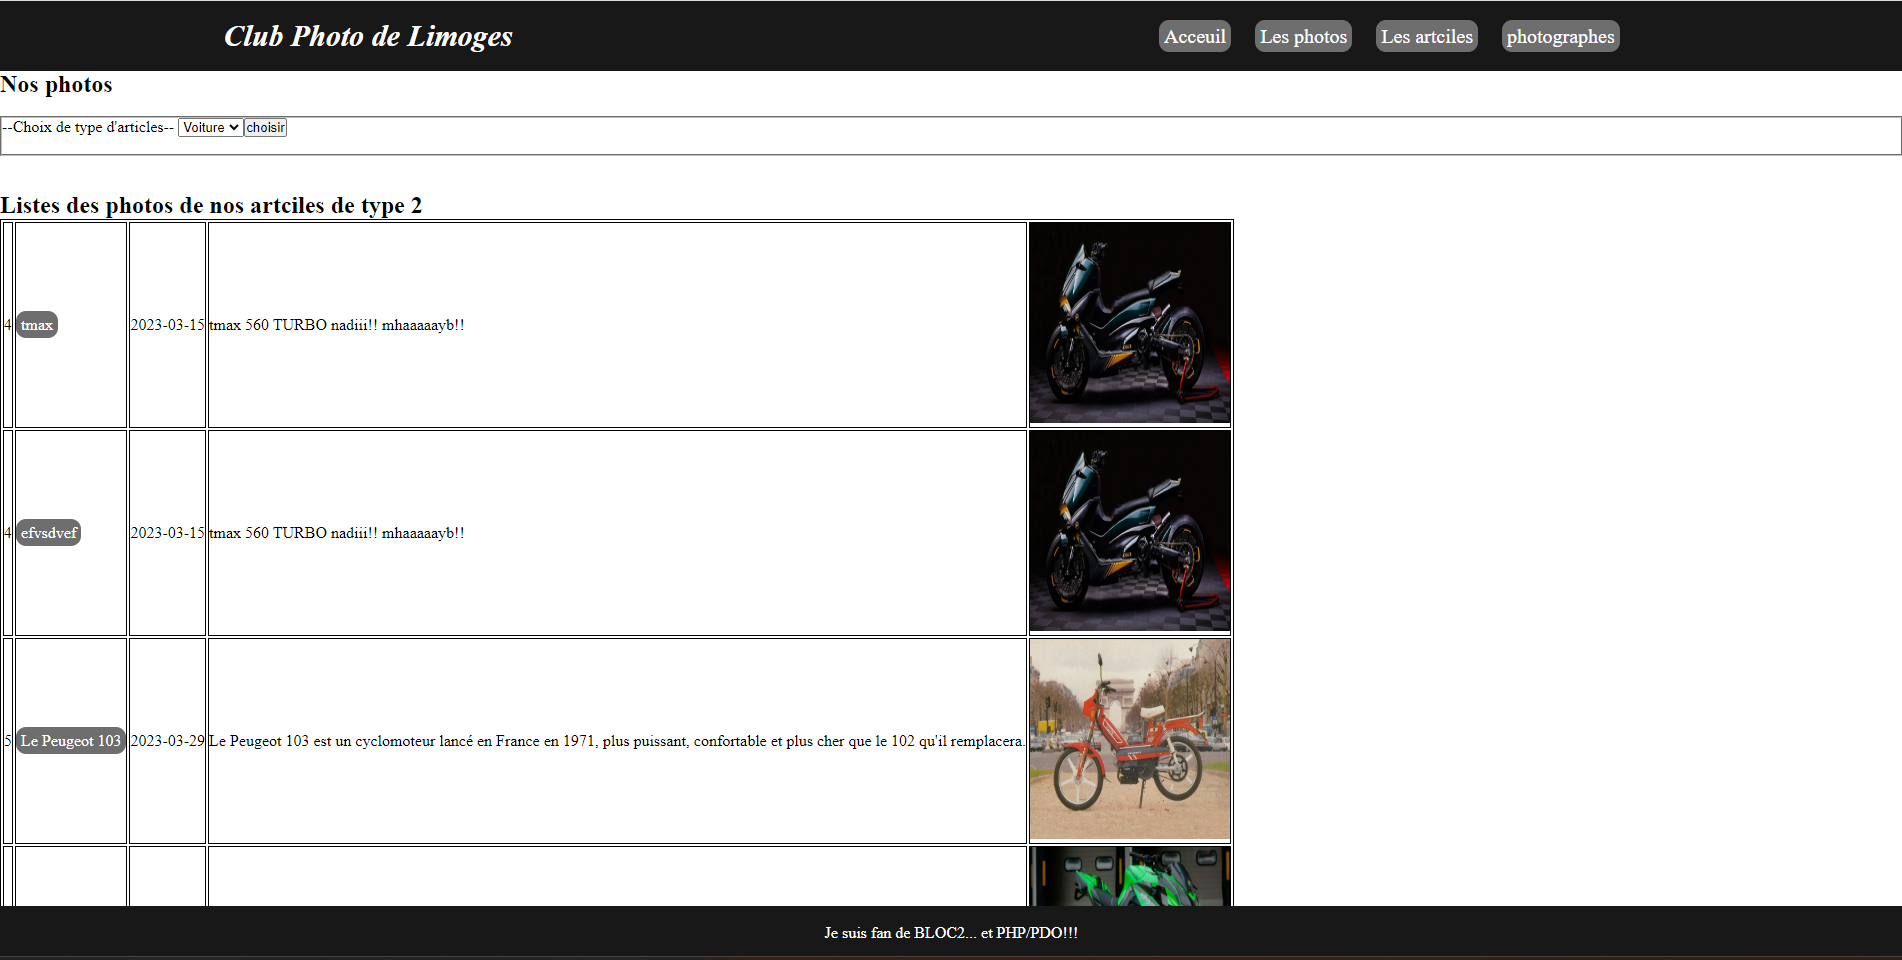 Club Photo de Limoges
Acceuil Les photos Les artciles photographes
Nos photos
--Choix de type d'articles-- Voiture choisir
Listes des photos de nos artciles de type 2
4 tmax 2023-03-15 tmax 560 TURBO nadiii!! mhaaaaayb!!
4 efvsdvef 2023-03-15 tmax 560 TURBO nadiii!! mhaaaaayb!!
5 Le Peugeot 103 2023-03-29 Le Peugeot 103 est un cyclomoteur lancé en France en 1971, plus puissant, confortable et plus cher que le 102 qu'il remplacera.
Je suis fan de BLOC2... et PHP/PDO!!!